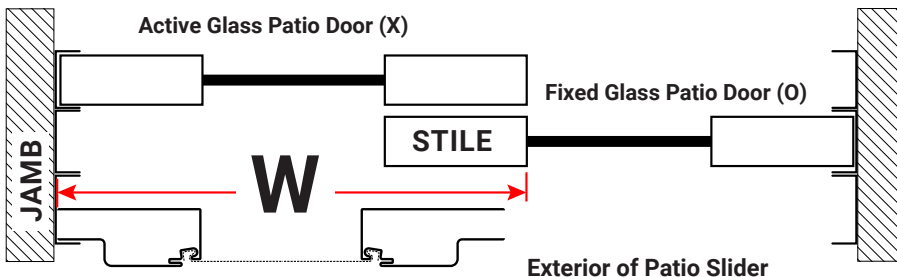 Active Glass Patio Door (X)
Fixed Glass Patio Door (O)
STILE
JAMB
W
Exterior of Patio Slider